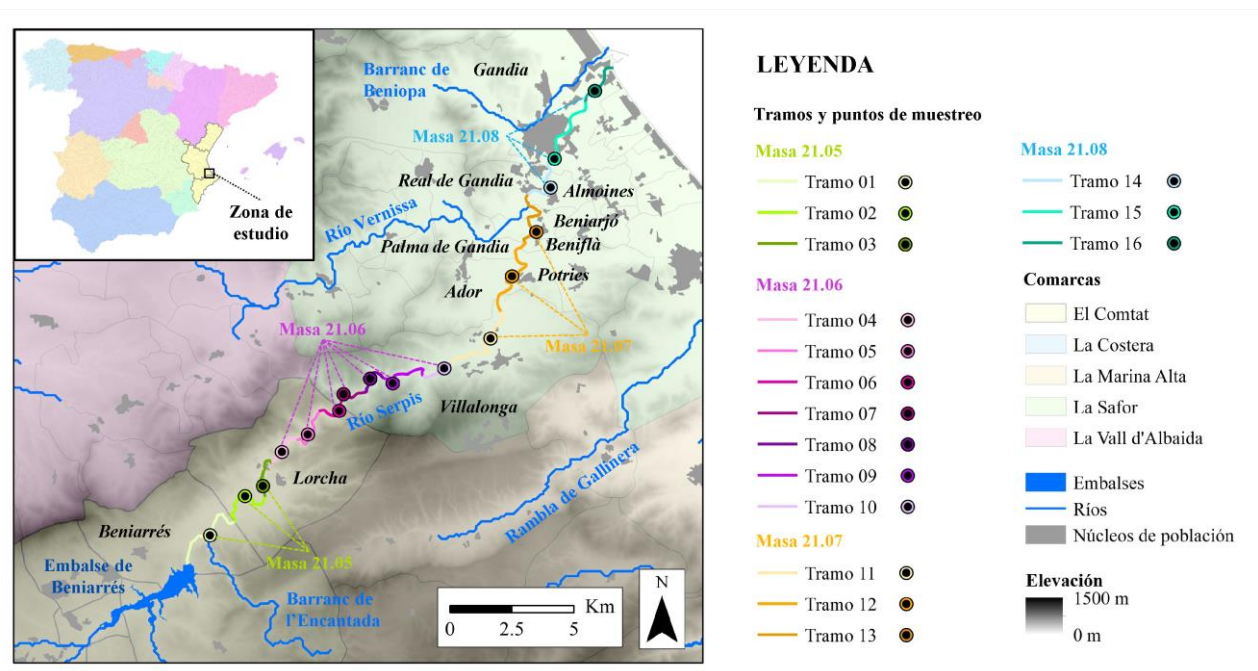 Zona de
estudio
Barranc de
Beniopa
Gandia
Masa 21.08
Real de Gandia
Almoines
Río Vernissa
Beniarjó
Palma de Gandia
Beniflà
Potries
Ador
Masa 21.06
Masa 21.07
Río Serpis
Villalonga
Lorcha
Rambla de Gallinera
Beniarrés
Masa 21.05
Embalse de
Beniarrés
Barranc de
l'Encantada
Km
0 2.5 5
N
LEYENDA
Tramos y puntos de muestreo
Masa 21.05
Tramo 01
Tramo 02
Tramo 03
Masa 21.06
Tramo 04
Tramo 05
Tramo 06
Tramo 07
Tramo 08
Tramo 09
Tramo 10
Masa 21.07
Tramo 11
Tramo 12
Tramo 13
Masa 21.08
Tramo 14
Tramo 15
Tramo 16
Comarcas
El Comtat
La Costera
La Marina Alta
La Safor
La Vall d'Albaida
Embalses
Ríos
Núcleos de población
Elevación
1500 m
0 m